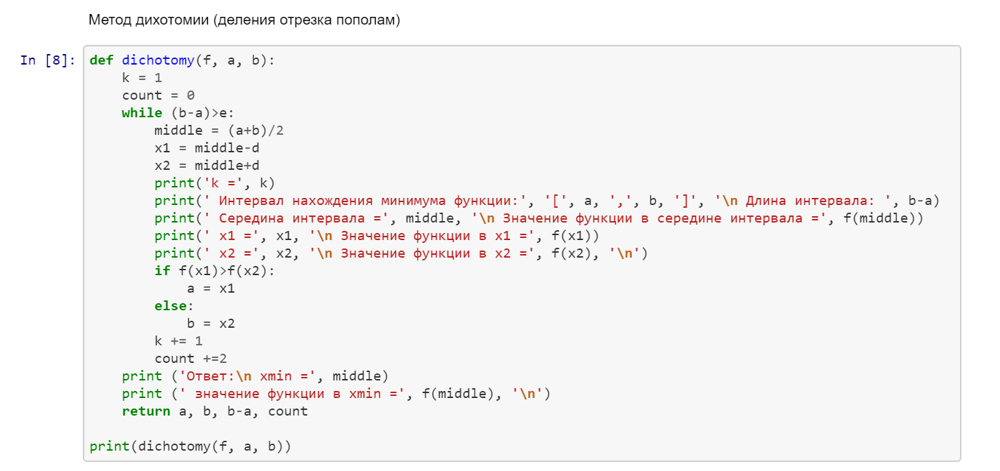 Метод дихотомии (деления отрезка пополам)
In [8]:
def dichotomy(f, a, b):
    k = 1
    count = 0
    while (b-a)>e:
        middle = (a+b)/2
        x1 = middle-d
        x2 = middle+d
        print('k =', k)
        print(' Интервал нахождения минимума функции:', '[', a, ',', b, ']', '\n Длина интервала: ', b-a)
        print(' Середина интервала =', middle, '\n Значение функции в середине интервала =', f(middle))
        print(' x1 =', x1, '\n Значение функции в x1 =', f(x1))
        print(' x2 =', x2, '\n Значение функции в x2 =', f(x2), '\n')
        if f(x1)>f(x2):
            a = x1
        else:
            b = x2
        k += 1
        count +=2
    print ('Ответ:\n xmin =', middle)
    print (' значение функции в xmin =', f(middle), '\n')
    return a, b, b-a, count
print(dichotomy(f, a, b))